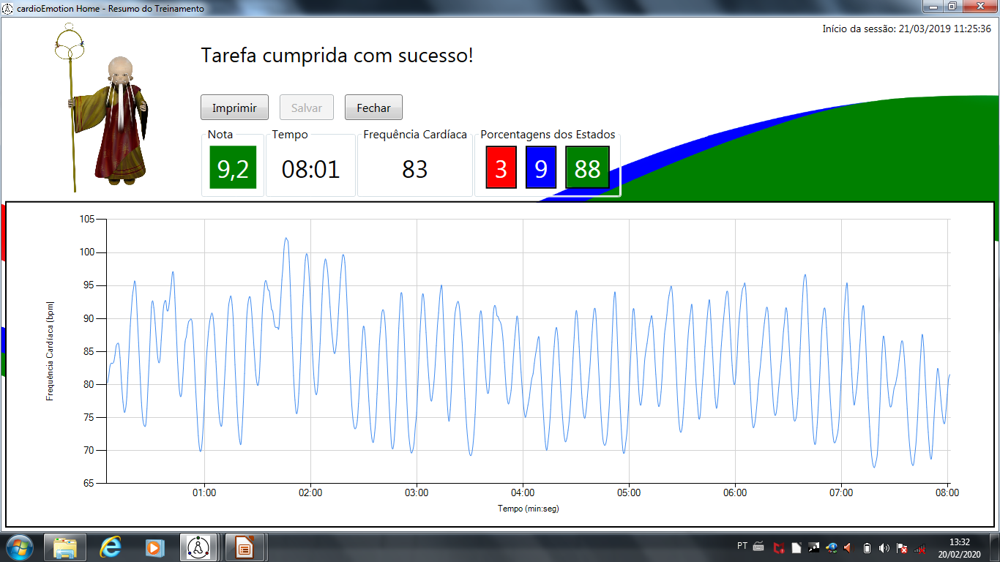 cardioEmotion Home - Resumo do Treinamento
Início da sessão: 21/03/2019 11:25:36
Tarefa cumprida com sucesso!
Imprimir Salvar Fechar
Nota Tempo Frequência Cardíaca Porcentagens dos Estados
9,2 08:01 83 3 9 88
105
100
95
90
85
80
75
70
65
Frequência Cardíaca [bpm]
01:00 02:00 03:00 04:00 05:00 06:00 07:00 08:00
Tempo (min:seg)
PT 13:32
20/02/2020